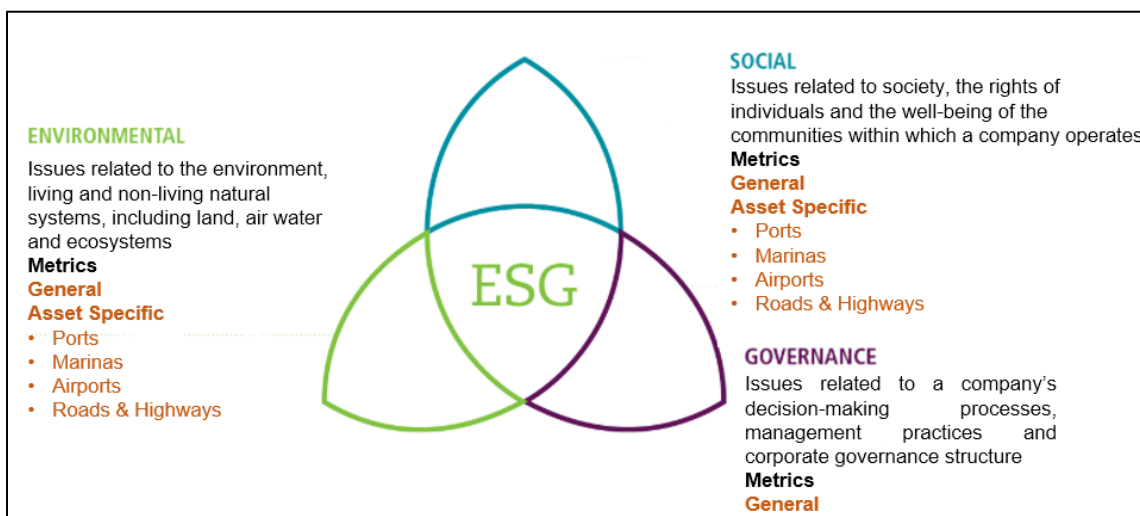 ENVIRONMENTAL
Issues related to the environment,
living and non-living natural
systems, including land, air water
and ecosystems
Metrics
General
Asset Specific
• Ports
• Marinas
• Airports
• Roads & Highways
ESG
SOCIAL
Issues related to society, the rights of
individuals and the well-being of the
communities within which a company operates
Metrics
General
Asset Specific
• Ports
• Marinas
• Airports
• Roads & Highways
GOVERNANCE
Issues related to a company's
decision-making processes,
management practices and
corporate governance structure
Metrics
General